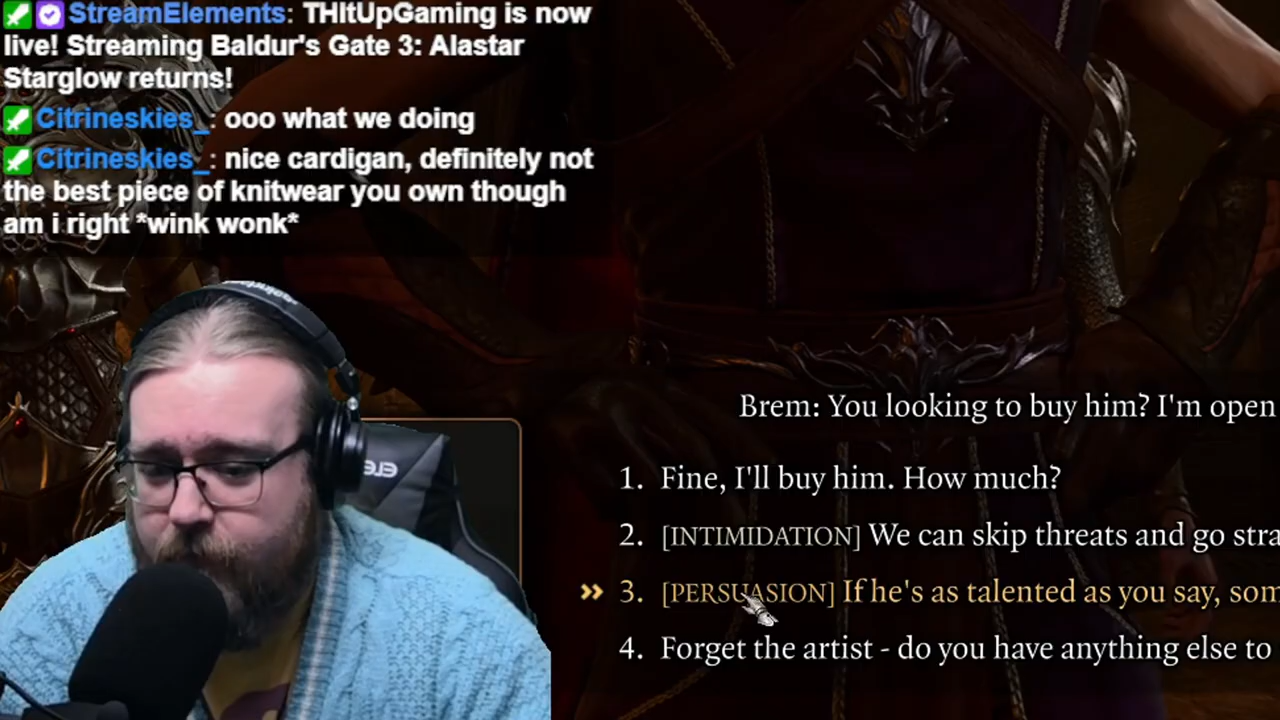 StreamElements: THItUpGaming is now
live! Streaming Baldur's Gate 3: Alastar
Starglow returns!
Citrineskies_: ooo what we doing
Citrineskies_: nice cardigan, definitely not
the best piece of knitwear you own though
am i right *wink wonk*
Brem: You looking to buy him? I'm open
1. Fine, I'll buy him. How much?
2. [INTIMIDATION] We can skip threats and go stra
3. [PERSUASION] If he's as talented as you say, som
4. Forget the artist - do you have anything else to